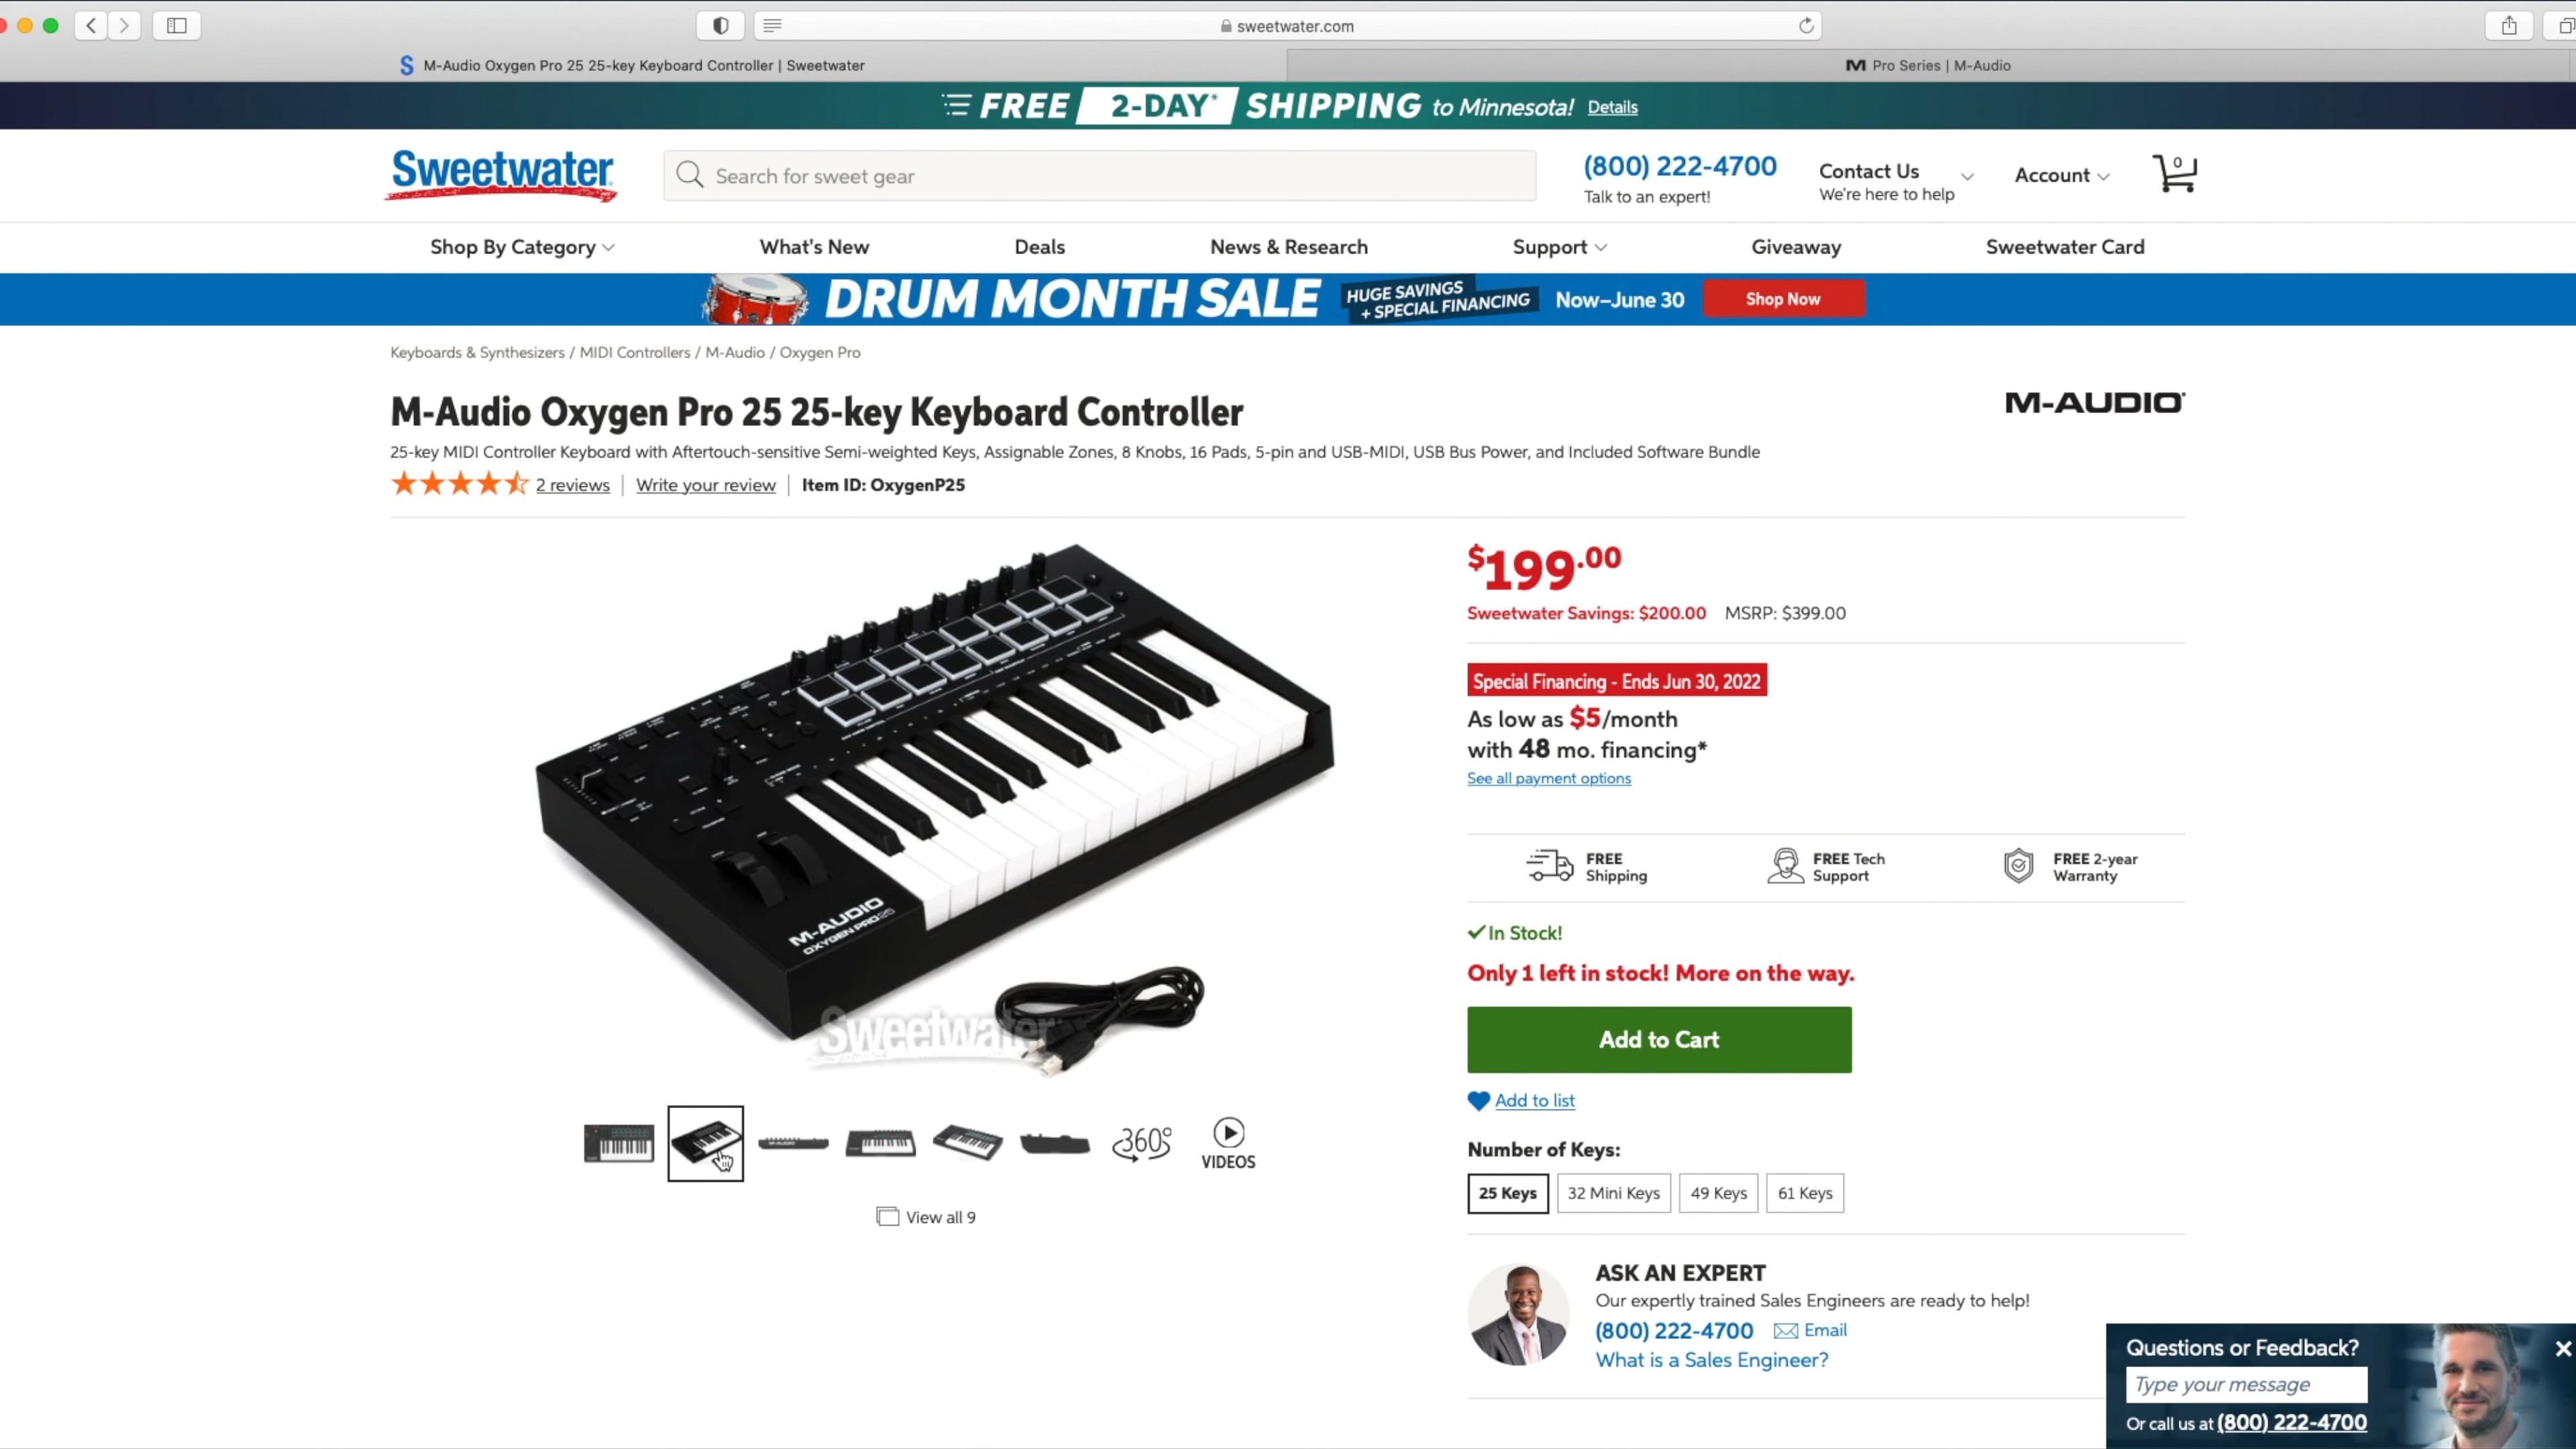 sweetwater.com
M-Audio Oxygen Pro 25 25-key Keyboard Controller | Sweetwater
Pro Series | M-Audio
FREE 2-DAY* SHIPPING to Minnesota! Details
Sweetwater
Search for sweet gear
(800) 222-4700
Talk to an expert!
Contact Us
We're here to help
Account
0
Shop By Category
What's New
Deals
News & Research
Support
Giveaway
Sweetwater Card
DRUM MONTH SALE
HUGE SAVINGS
+ SPECIAL FINANCING
Now–June 30
Shop Now
Keyboards & Synthesizers / MIDI Controllers / M-Audio / Oxygen Pro
M-Audio Oxygen Pro 25 25-key Keyboard Controller
M-AUDIO
25-key MIDI Controller Keyboard with Aftertouch-sensitive Semi-weighted Keys, Assignable Zones, 8 Knobs, 16 Pads, 5-pin and USB-MIDI, USB Bus Power, and Included Software Bundle
2 reviews | Write your review | Item ID: OxygenP25
M-AUDIO
OXYGEN PRO 25
Sweetwater
360°
VIDEOS
View all 9
$199.00
Sweetwater Savings: $200.00 MSRP: $399.00
Special Financing - Ends Jun 30, 2022
As low as $5/month
with 48 mo. financing*
See all payment options
FREE
Shipping
FREE Tech
Support
FREE 2-year
Warranty
In Stock!
Only 1 left in stock! More on the way.
Add to Cart
Add to list
Number of Keys:
25 Keys
32 Mini Keys
49 Keys
61 Keys
ASK AN EXPERT
Our expertly trained Sales Engineers are ready to help!
(800) 222-4700 Email
What is a Sales Engineer?
Questions or Feedback?
Type your message
Or call us at (800) 222-4700